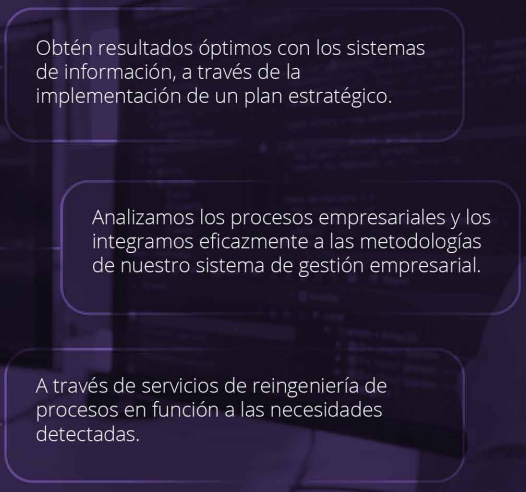 Obtén resultados óptimos con los sistemas
de información, a través de la
implementación de un plan estratégico.
Analizamos los procesos empresariales y los
integramos eficazmente a las metodologías
de nuestro sistema de gestión empresarial.
A través de servicios de reingeniería de
procesos en función a las necesidades
detectadas.